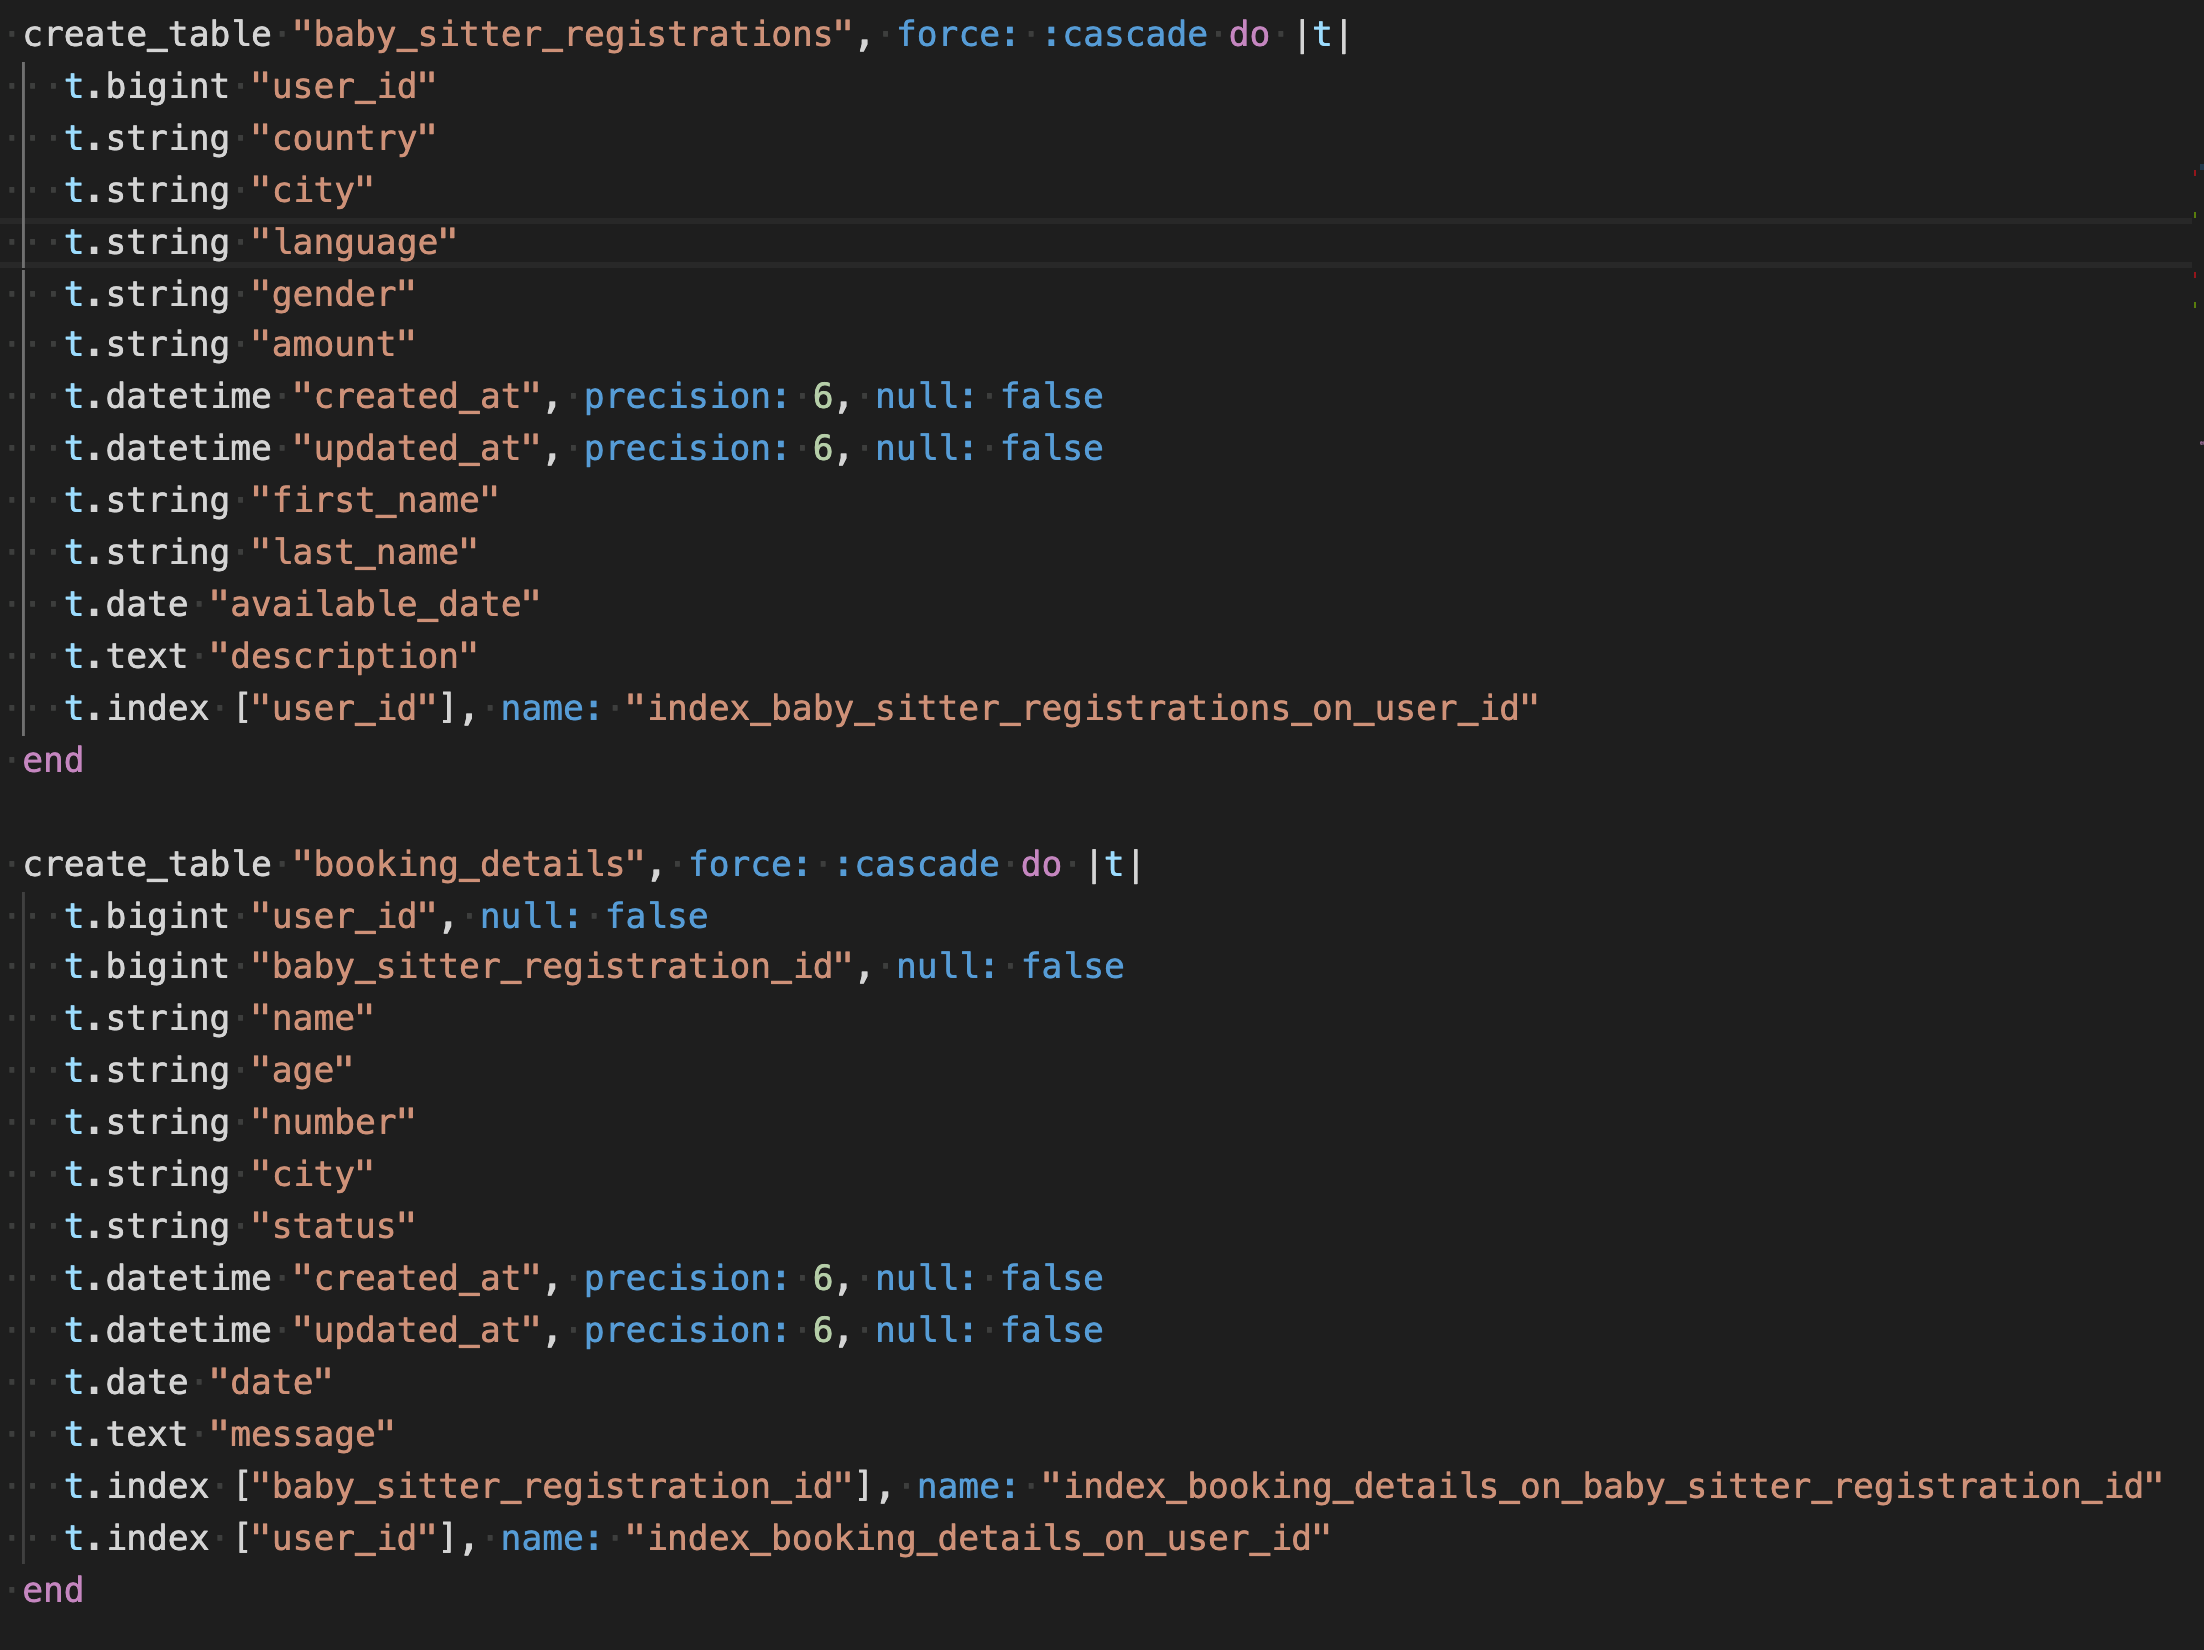 create_table "baby_sitter_registrations", force: :cascade do |t|
t.bigint "user_id"
t.string "country"
t.string "city"
t.string "language"
t.string "gender"
t.string "amount"
t.datetime "created_at", precision: 6, null: false
t.datetime "updated_at", precision: 6, null: false
t.string "first_name"
t.string "last_name"
t.date "available_date"
t.text "description"
t.index ["user_id"], name: "index_baby_sitter_registrations_on_user_id"
end
create_table "booking_details", force: :cascade do |t|
t.bigint "user_id", null: false
t.bigint "baby_sitter_registration_id", null: false
t.string "name"
t.string "age"
t.string "number"
t.string "city"
t.string "status"
t.datetime "created_at", precision: 6, null: false
t.datetime "updated_at", precision: 6, null: false
t.date "date"
t.text "message"
t.index ["baby_sitter_registration_id"], name: "index_booking_details_on_baby_sitter_registration_id"
t.index ["user_id"], name: "index_booking_details_on_user_id"
end